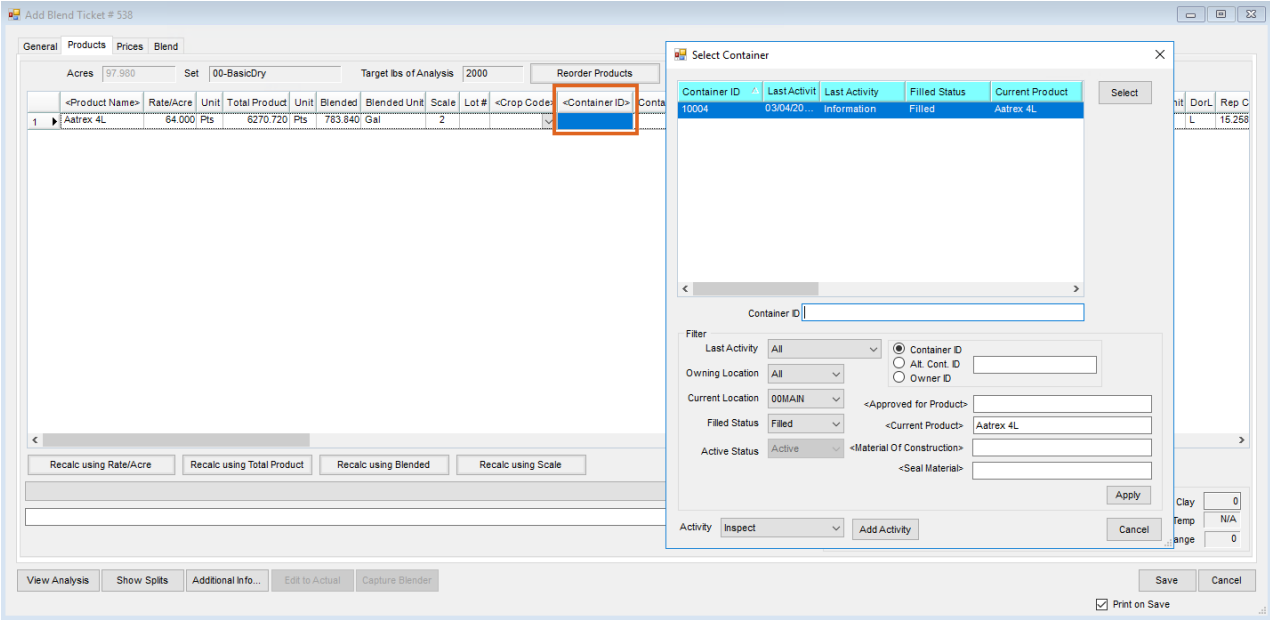 Add Blend Ticket # 538
General Products Prices Blend
Acres 97.980 Set 00-BasicDry Target lbs of Analysis 2000 Reorder Products
<Product Name> Rate/Acre Unit Total Product Unit Blended Blended Unit Scale Lot # <Crop Code> <Container ID> Conta
1 Aatrex 4L 64.000 Pts 6270.720 Pts 783.840 Gal 2
nit DorL Rep C
L 15.258
Select Container
Container ID Last Activit Last Activity Filled Status Current Product
10004 03/04/20... Information Filled Aatrex 4L
Select
Container ID
Filter
Last Activity All
Owning Location All
Current Location 00MAIN
Filled Status Filled
Active Status Active
Container ID
Alt. Cont. ID
Owner ID
<Approved for Product>
<Current Product> Aatrex 4L
<Material Of Construction>
<Seal Material>
Apply
Activity Inspect Add Activity Cancel
Recalc using Rate/Acre Recalc using Total Product Recalc using Blended Recalc using Scale
Clay 0
Temp N/A
ange 0
View Analysis Show Splits Additional Info... Edit to Actual Capture Blender Save Cancel
Print on Save